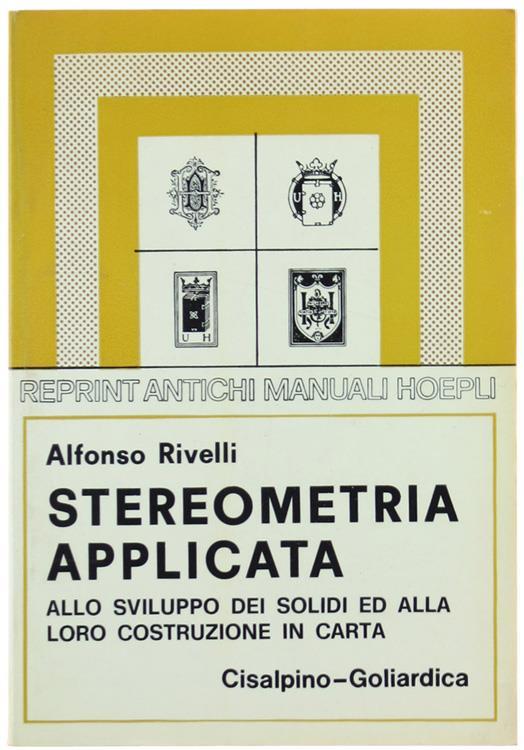 U H
U H
REPRINT ANTICHI MANUALI HOEPLI
Alfonso Rivelli
STEREOMETRIA
APPLICATA
ALLO SVILUPPO DEI SOLIDI ED ALLA
LORO COSTRUZIONE IN CARTA
Cisalpino-Goliardica